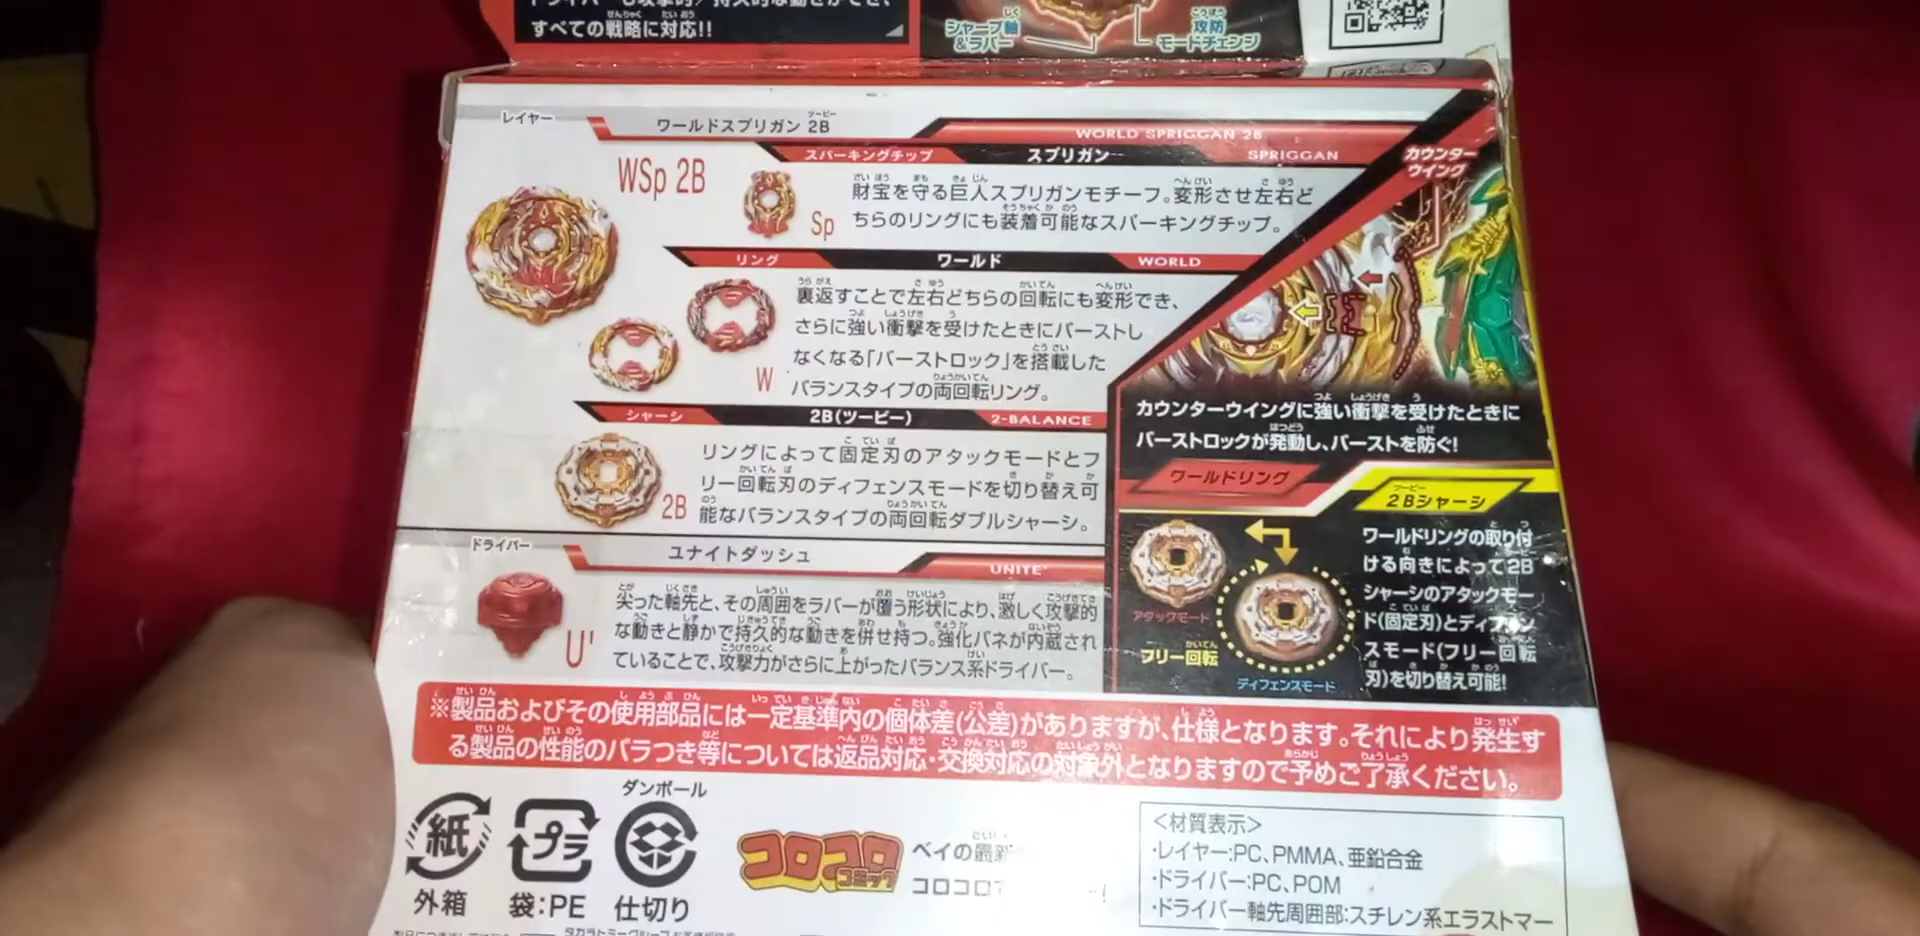 すべての戦略に対応!!
シャープ軸
&ラバー
攻防
モードチェンジ
レイヤー
ワールドスプリガン 2B
WORLD SPRIGGAN 2B
WSp 2B
スパーキングチップ
スプリガン
SPRIGGAN
Sp
財宝を守る巨人スプリガンモチーフ。変形させ左右ど
ちらのリングにも装着可能なスパーキングチップ。
リング
ワールド
WORLD
W
裏返すことで左右どちらの回転にも変形でき、
さらに強い衝撃を受けたときにバーストし
なくなる「バーストロック」を搭載した
バランスタイプの両回転リング。
シャーシ
2B(ツービー)
2-BALANCE
2B
リングによって固定刃のアタックモードとフ
リー回転刃のディフェンスモードを切り替え可
能なバランスタイプの両回転ダブルシャーシ。
ドライバー
ユナイトダッシュ
UNITE'
U'
尖った軸先と、その周囲をラバーが覆う形状により、激しく攻撃的
な動きと静かで持久的な動きを併せ持つ。強化バネが内蔵され
ていることで、攻撃力がさらに上がったバランス系ドライバー。
カウンター
ウイング
カウンターウイングに強い衝撃を受けたときに
バーストロックが発動し、バーストを防ぐ!
ワールドリング
2Bシャーシ
アタックモード
フリー回転
ディフェンスモード
ワールドリングの取り付
ける向きによって2B
シャーシのアタックモー
ド(固定刃)とディフェン
スモード(フリー回転
刃)を切り替え可能!
※製品およびその使用部品には一定基準内の個体差(公差)がありますが、仕様となります。それにより発生す
る製品の性能のバラつき等については返品対応・交換対応の対象外となりますので予めご了承ください。
紙
外箱
プラ
袋:PE
ダンボール
仕切り
コロコロ
コミック
ベイの最新
コロコロ
<材質表示>
・レイヤー:PC、PMMA、亜鉛合金
・ドライバー:PC、POM
・ドライバー軸先周囲部:スチレン系エラストマー